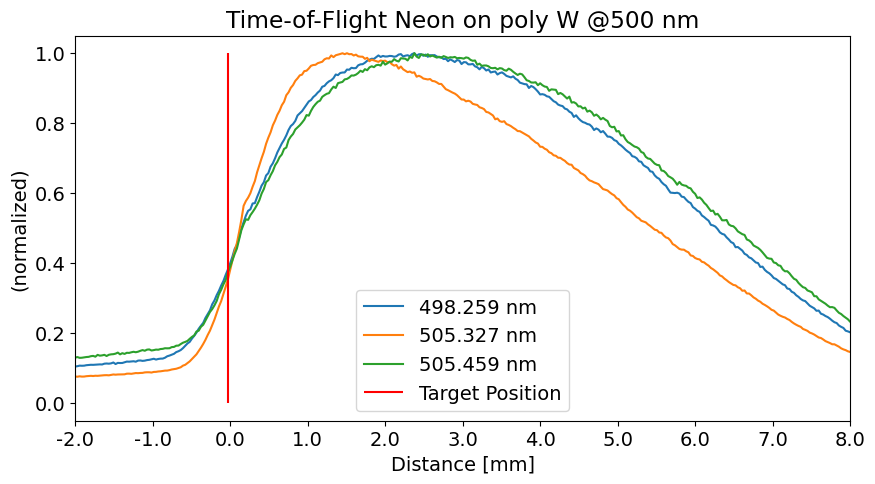 Time-of-Flight Neon on poly W @500 nm
(normalized)
1.0
0.8
0.6
0.4
0.2
0.0
498.259 nm
505.327 nm
505.459 nm
Target Position
-2.0 -1.0 0.0 1.0 2.0 3.0 4.0 5.0 6.0 7.0 8.0
Distance [mm]